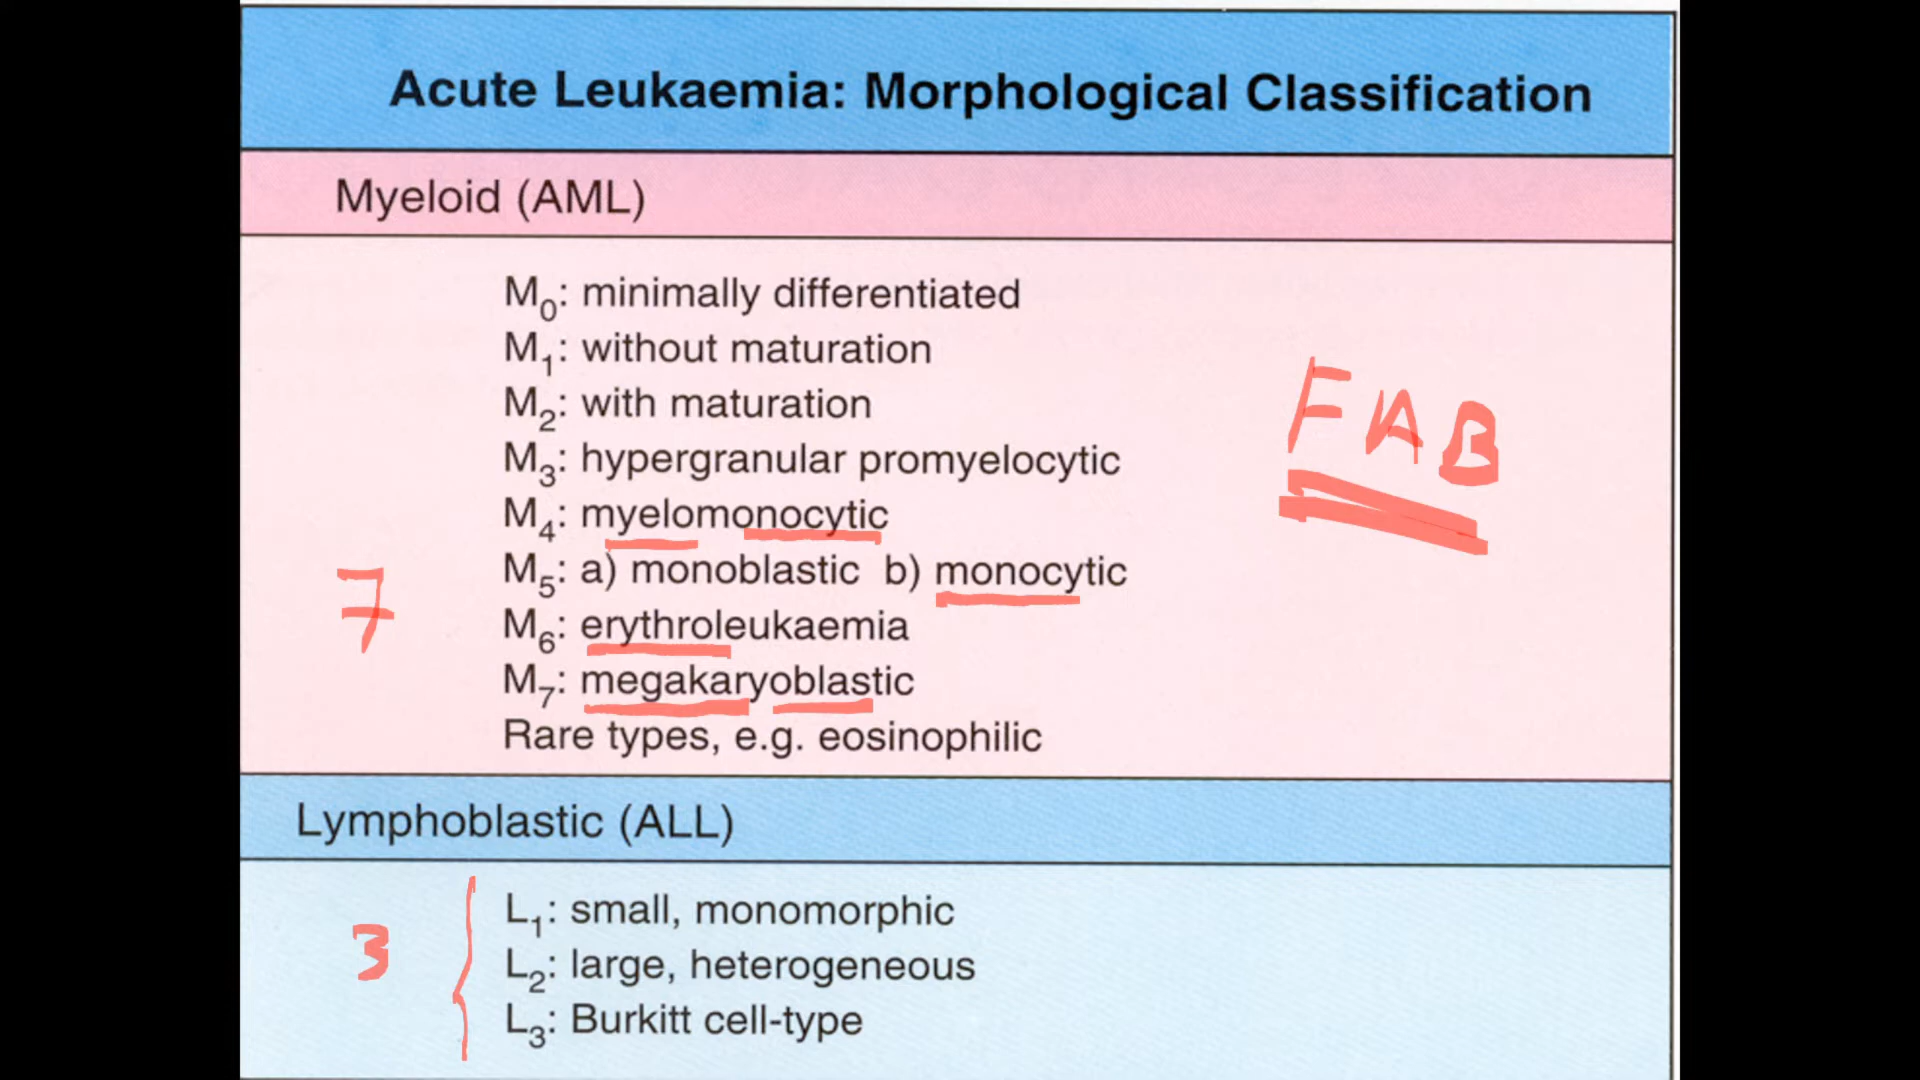 Acute Leukaemia: Morphological Classification
Myeloid (AML)
M0: minimally differentiated
M1: without maturation
M2: with maturation
M3: hypergranular promyelocytic
M4: myelomonocytic
M5: a) monoblastic b) monocytic
M6: erythroleukaemia
M7: megakaryoblastic
Rare types, e.g. eosinophilic
FAB
7
Lymphoblastic (ALL)
L1: small, monomorphic
L2: large, heterogeneous
L3: Burkitt cell-type
3